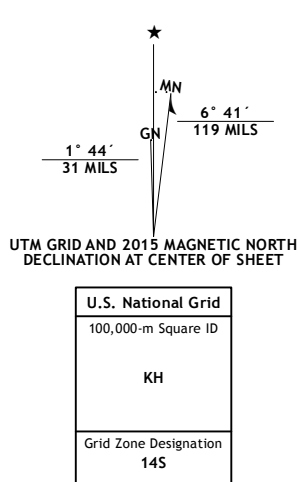 ★
MN
6° 41´
119 MILS
GN
1° 44´
31 MILS
UTM GRID AND 2015 MAGNETIC NORTH
DECLINATION AT CENTER OF SHEET
U.S. National Grid
100,000-m Square ID
KH
Grid Zone Designation
14S